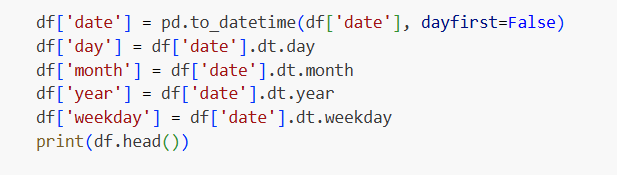 df['date'] = pd.to_datetime(df['date'], dayfirst=False)
df['day'] = df['date'].dt.day
df['month'] = df['date'].dt.month
df['year'] = df['date'].dt.year
df['weekday'] = df['date'].dt.weekday
print(df.head())